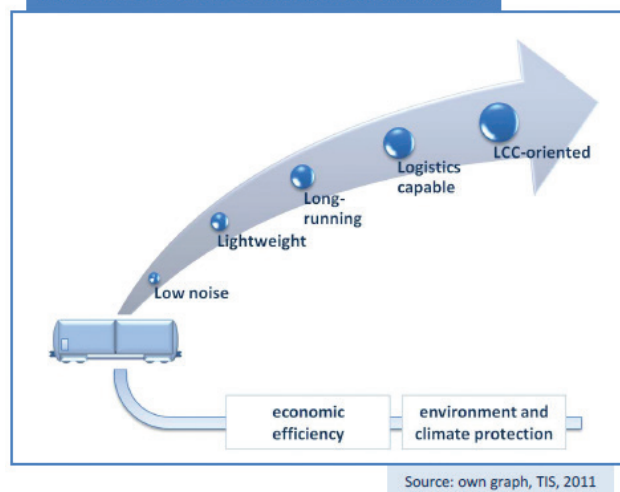 LCC-oriented
Logistics
capable
Long-
running
Lightweight
Low noise
economic
efficiency
environment and
climate protection
Source: own graph, TIS, 2011